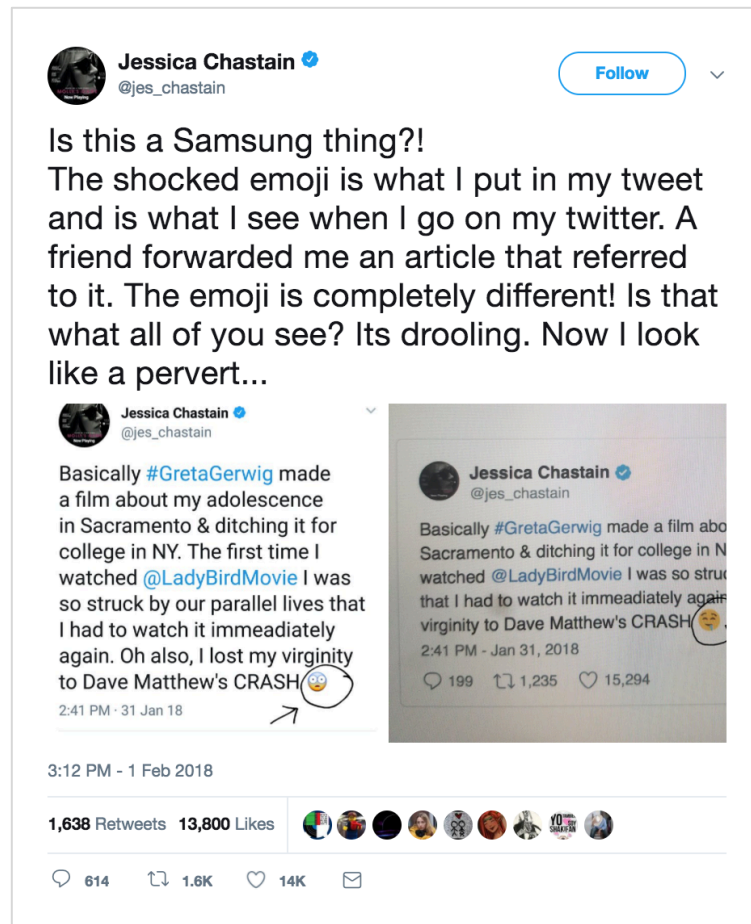 Jessica Chastain
@jes_chastain
Follow
Is this a Samsung thing?!
The shocked emoji is what I put in my tweet
and is what I see when I go on my twitter. A
friend forwarded me an article that referred
to it. The emoji is completely different! Is that
what all of you see? Its drooling. Now I look
like a pervert...
Jessica Chastain
@jes_chastain
Basically #GretaGerwig made
a film about my adolescence
in Sacramento & ditching it for
college in NY. The first time I
watched @LadyBirdMovie I was
so struck by our parallel lives that
I had to watch it immeadiately
again. Oh also, I lost my virginity
to Dave Matthew's CRASH😳
2:41 PM · 31 Jan 18
Jessica Chastain
@jes_chastain
Basically #GretaGerwig made a film abo
Sacramento & ditching it for college in N
watched @LadyBirdMovie I was so struc
that I had to watch it immeadiately again
virginity to Dave Matthew's CRASH🤤.
2:41 PM - Jan 31, 2018
199 1,235 15,294
3:12 PM - 1 Feb 2018
1,638 Retweets 13,800 Likes
YO SOY
SHAKIFAN
614 1.6K 14K